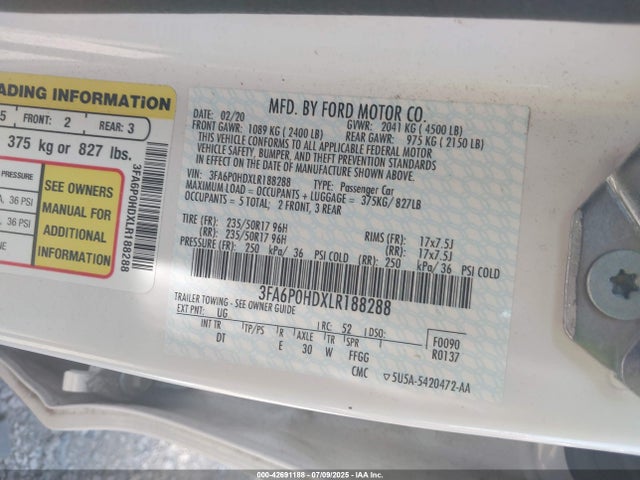 ADING INFORMATION
5 FRONT: 2 REAR: 3
375 kg or 827 lbs.
PRESSURE
A, 36 PSI
A, 36 PSI
NE
SEE OWNERS
MANUAL FOR
ADDITIONAL
INFORMATION
3FA6P0HDXLR188288
MFD. BY FORD MOTOR CO.
DATE: 02/20 GVWR: 2041 KG ( 4500 LB)
FRONT GAWR: 1089 KG ( 2400 LB) REAR GAWR: 975 KG ( 2150 LB)
THIS VEHICLE CONFORMS TO ALL APPLICABLE FEDERAL MOTOR
VEHICLE SAFETY, BUMPER, AND THEFT PREVENTION STANDARDS
IN EFFECT ON THE DATE OF MANUFACTURE SHOWN ABOVE.
VIN: 3FA6P0HDXLR188288 TYPE: Passenger Car
MAXIMUM LOAD = OCCUPANTS + LUGGAGE = 375KG/827LB
OCCUPANTS = 5 TOTAL, 2 FRONT, 3 REAR
TIRE (FR): 235/50R17 96H RIMS (FR): 17x7.5J
(RR): 235/50R17 96H (RR): 17x7.5J
PRESSURE (FR): 250 kPa/ 36 PSI COLD (RR): 250 kPa/ 36 PSI COLD
3FA6P0HDXLR188288
TRAILER TOWING - SEE OWNER GUIDE
EXT PNT: UG RC: 52 DSO: F0090
INT TR TP/PS R AXLE TR SPR R0137
DT E 30 W FFGG
CMC 5U5A-5420472-AA
000-42691188 07/09/2025 IAAI.COM